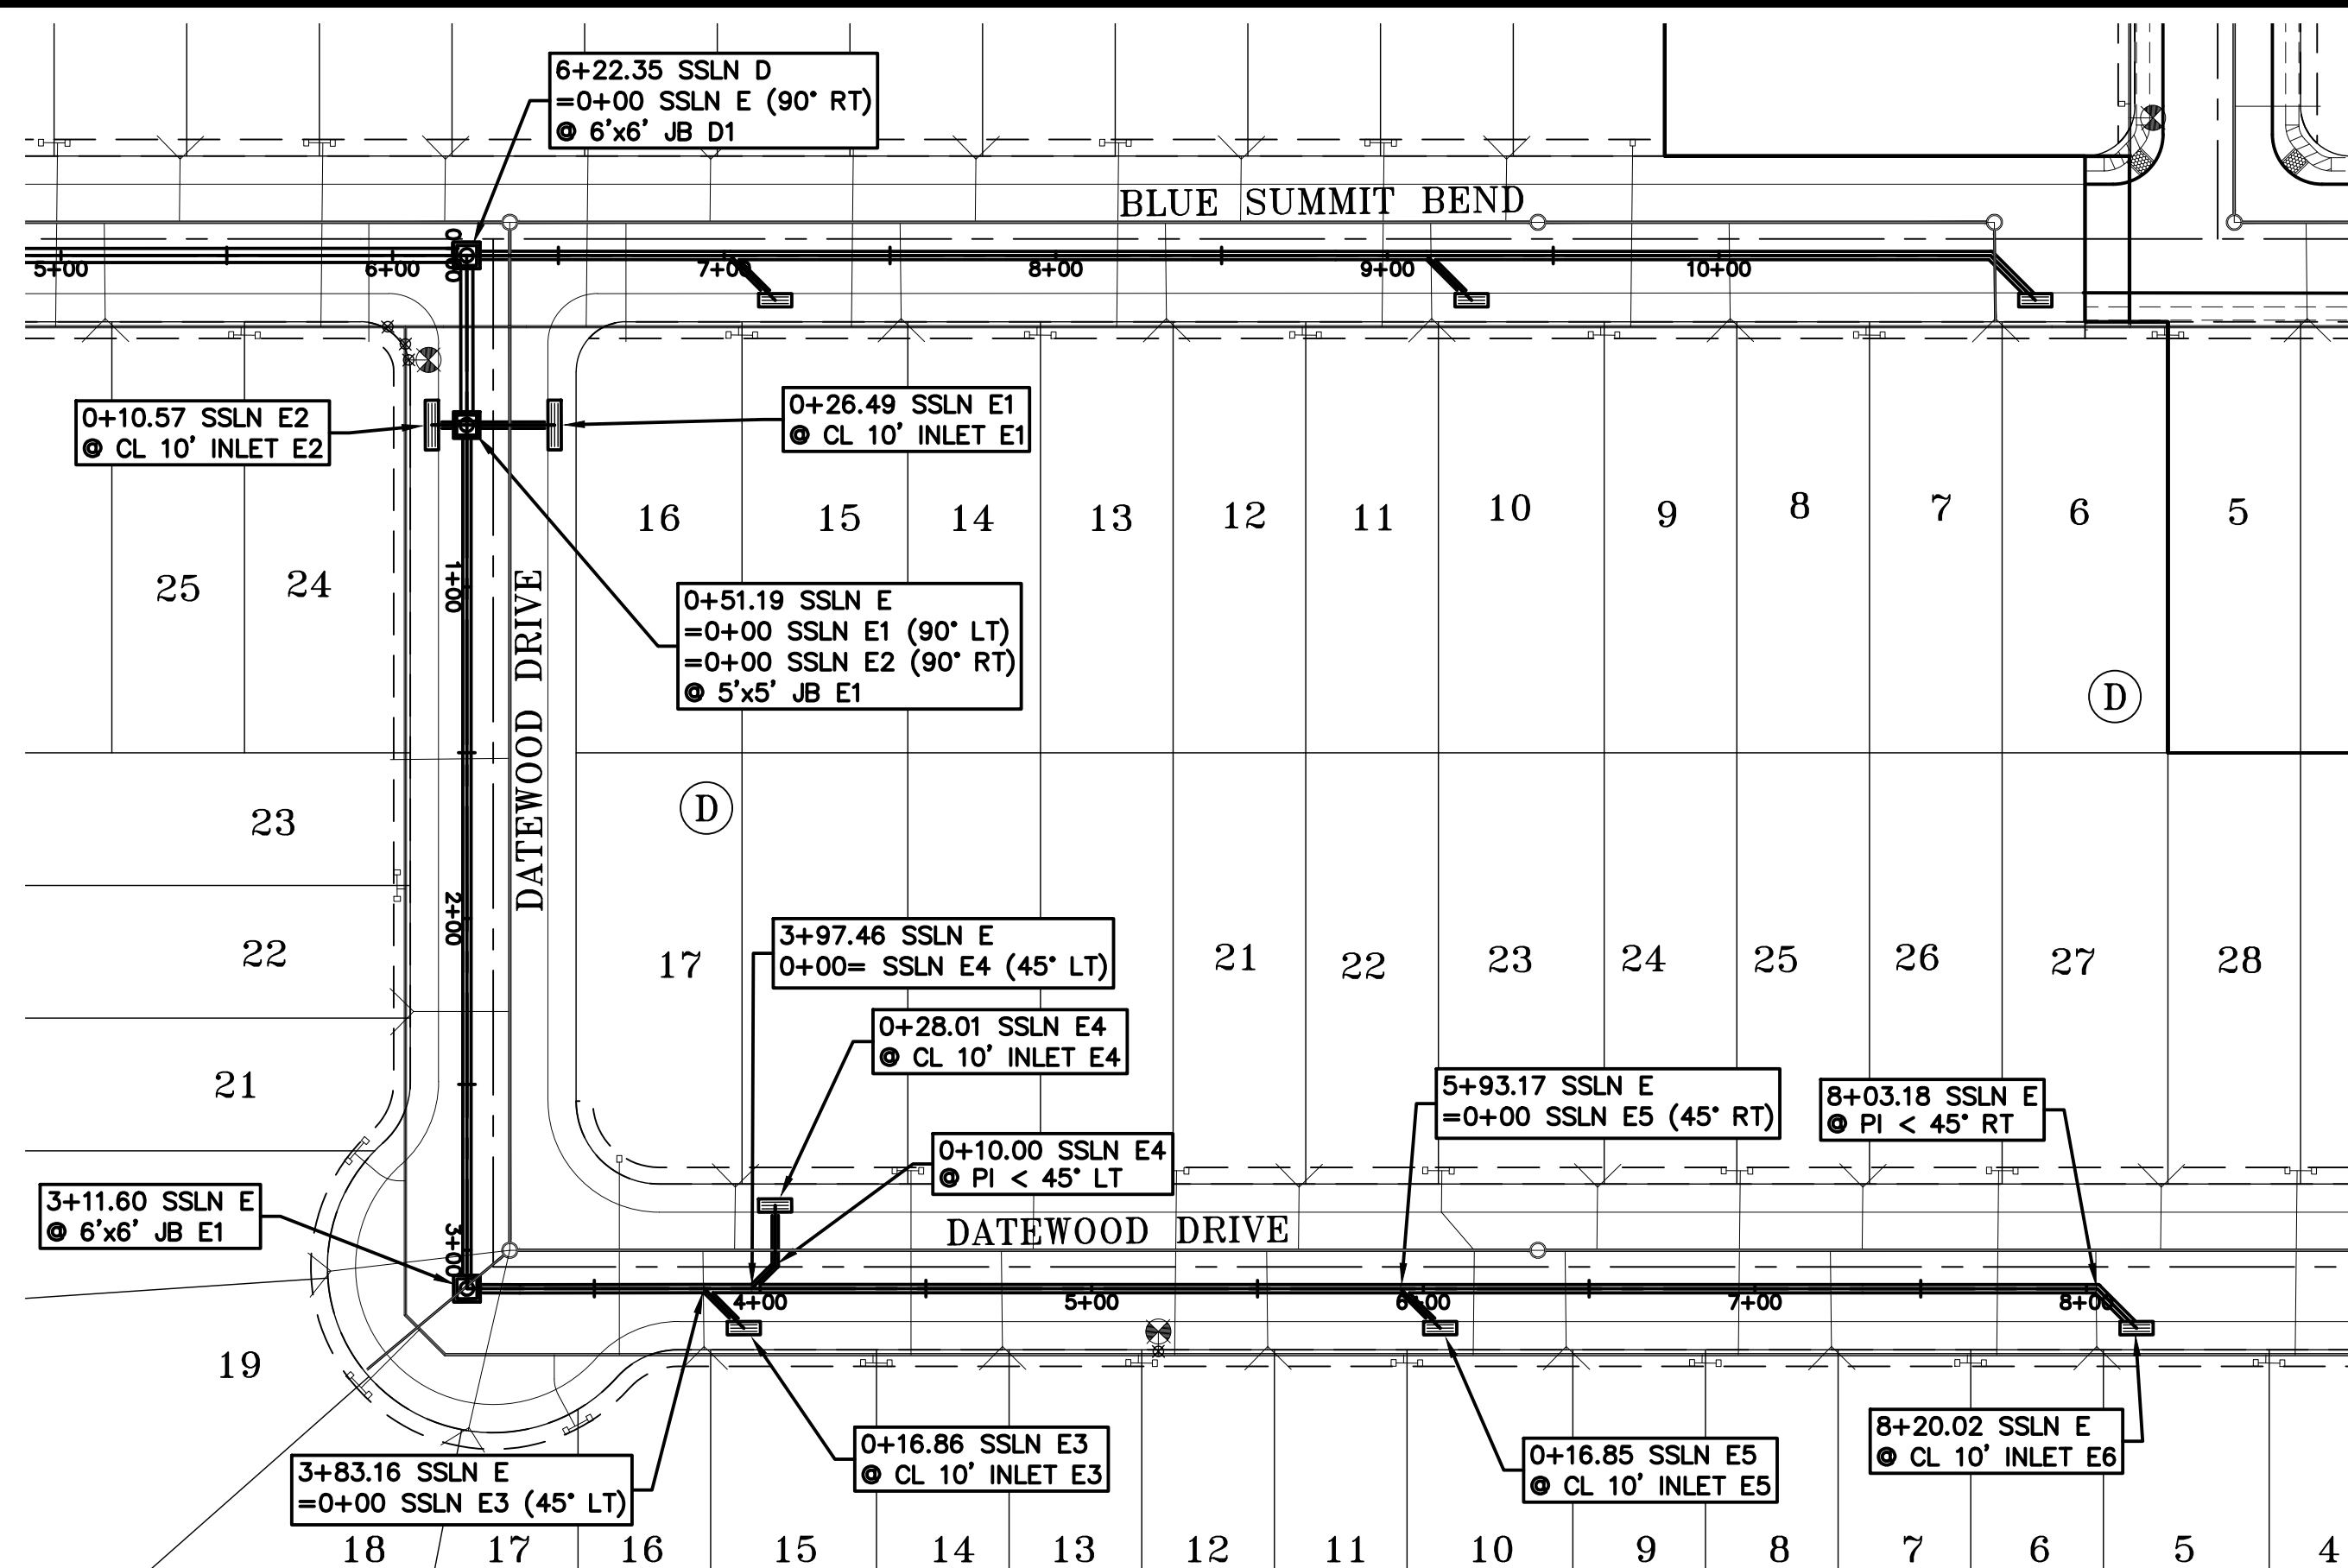 6+22.35 SSLN D
=0+00 SSLN E (90° RT)
@ 6'x6' JB D1
BLUE SUMMIT BEND
5+00
6+00
7+00
8+00
9+00
10+00
0+10.57 SSLN E2
@ CL 10' INLET E2
0+26.49 SSLN E1
@ CL 10' INLET E1
16
15
14
13
12
11
10
9
8
7
6
5
25
24
1+00
0+51.19 SSLN E
=0+00 SSLN E1 (90° LT)
=0+00 SSLN E2 (90° RT)
@ 5'x5' JB E1
DATEWOOD DRIVE
D
D
23
22
21
2+00
17
3+97.46 SSLN E
0+00= SSLN E4 (45° LT)
21
22
23
24
25
26
27
28
0+28.01 SSLN E4
@ CL 10' INLET E4
0+10.00 SSLN E4
@ PI < 45° LT
5+93.17 SSLN E
=0+00 SSLN E5 (45° RT)
8+03.18 SSLN E
@ PI < 45° RT
3+11.60 SSLN E
@ 6'x6' JB E1
3+00
DATEWOOD DRIVE
4+00
5+00
6+00
7+00
8+00
19
3+83.16 SSLN E
=0+00 SSLN E3 (45° LT)
0+16.86 SSLN E3
@ CL 10' INLET E3
0+16.85 SSLN E5
@ CL 10' INLET E5
8+20.02 SSLN E
@ CL 10' INLET E6
18
17
16
15
14
13
12
11
10
9
8
7
6
5
4